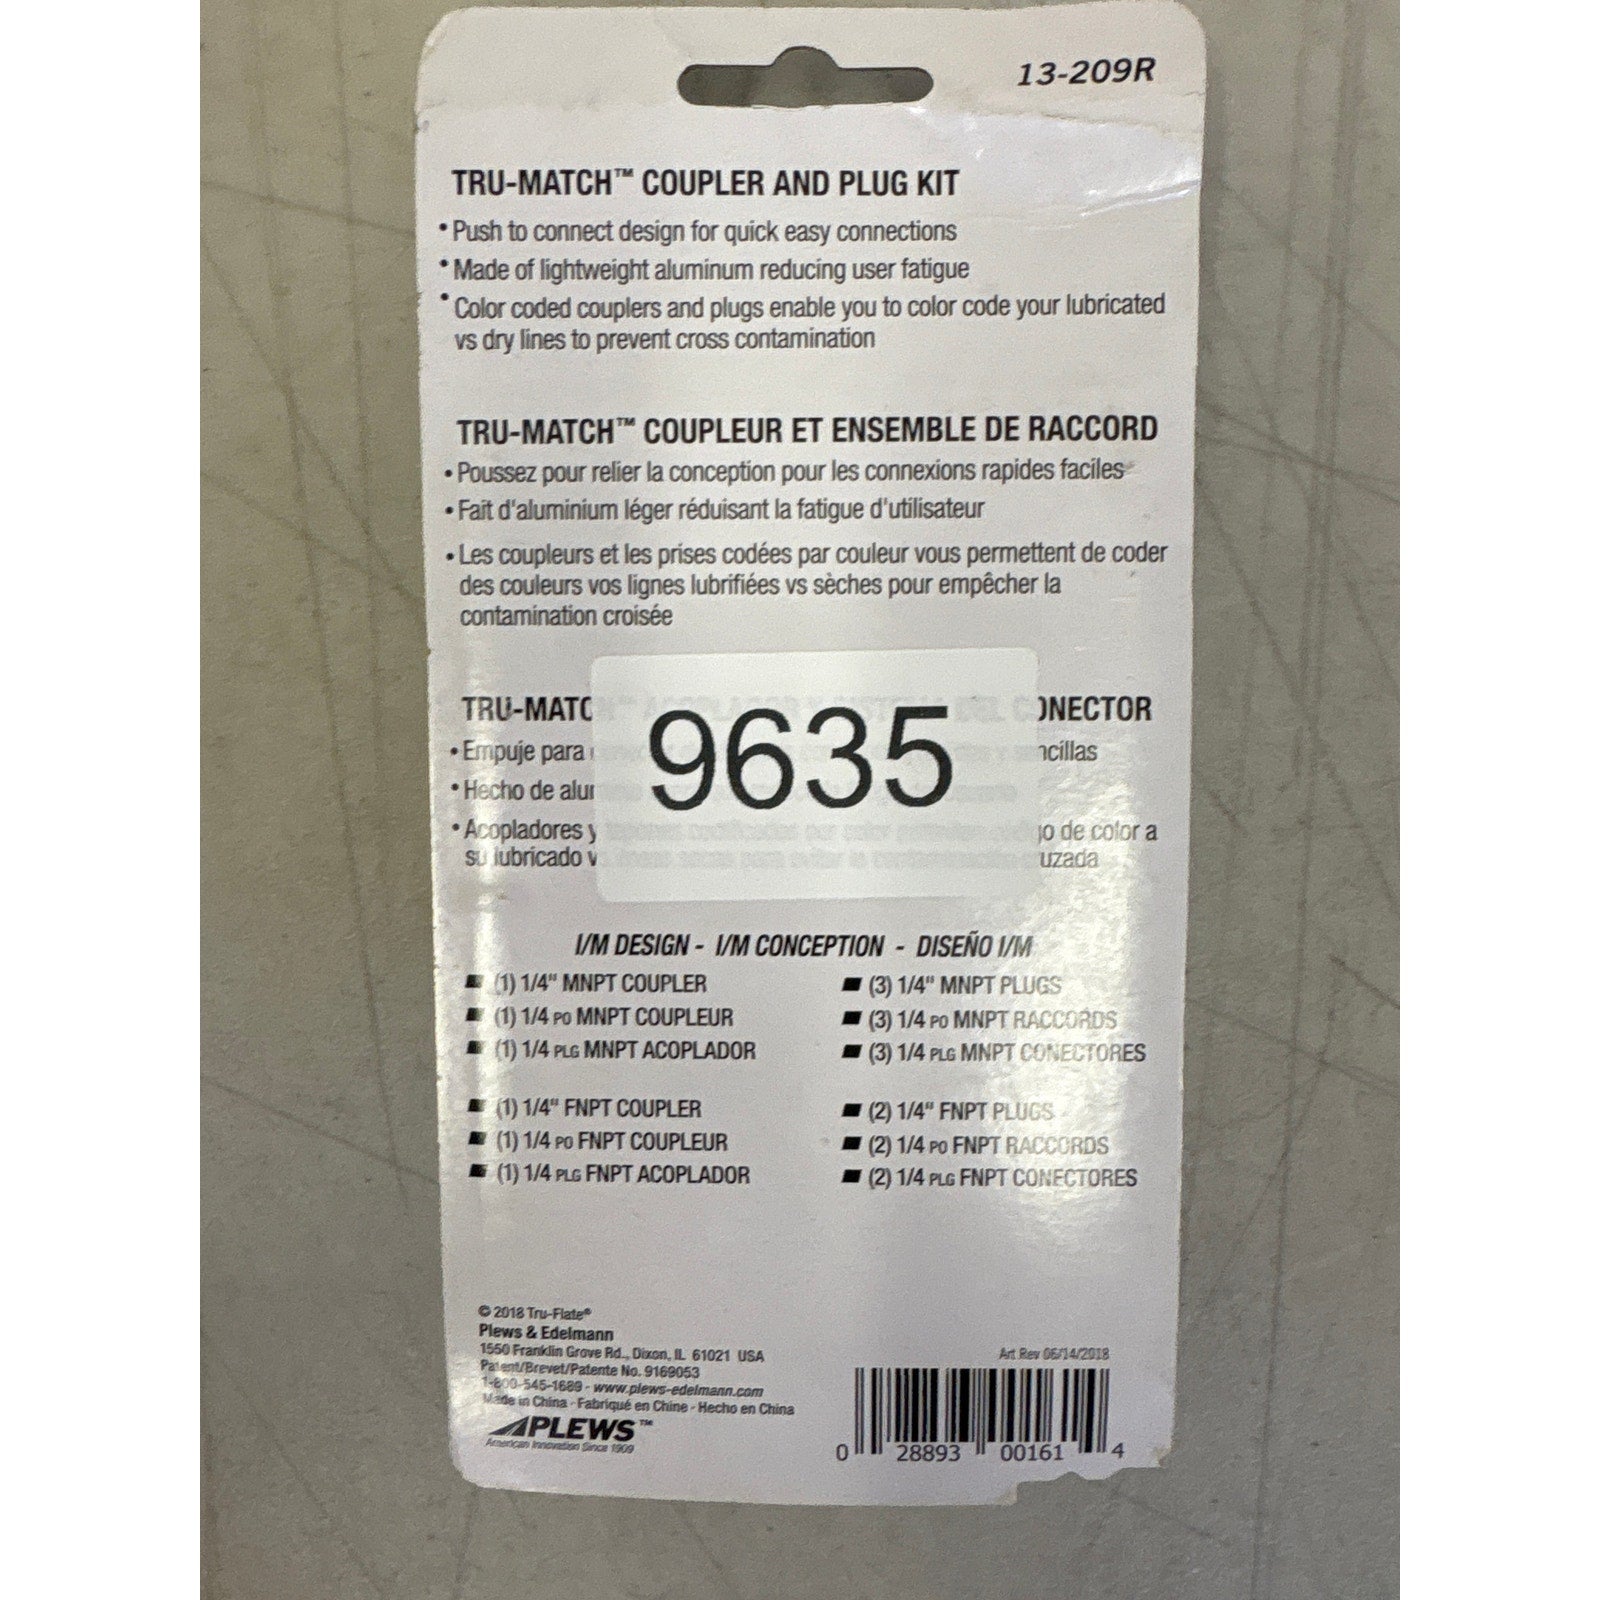 13-209R
TRU-MATCH™ COUPLER AND PLUG KIT
• Push to connect design for quick easy connections
• Made of lightweight aluminum reducing user fatigue
• Color coded couplers and plugs enable you to color code your lubricated
vs dry lines to prevent cross contamination
TRU-MATCH™ COUPLEUR ET ENSEMBLE DE RACCORD
• Poussez pour relier la conception pour les connexions rapides faciles
• Fait d'aluminium léger réduisant la fatigue d'utilisateur
• Les coupleurs et les prises codées par couleur vous permettent de coder
des couleurs vos lignes lubrifiées vs sèches pour empêcher la
contamination croisée
TRU-MATC ONECTOR
• Empuje para ncillas
• Hecho de alu
9635
• Acopladores y go de color a
su lubricado v uzada
I/M DESIGN - I/M CONCEPTION - DISEÑO I/M
(1) 1/4" MNPT COUPLER
(1) 1/4 PO MNPT COUPLEUR
(1) 1/4 PLG MNPT ACOPLADOR
(3) 1/4" MNPT PLUGS
(3) 1/4 PO MNPT RACCORDS
(3) 1/4 PLG MNPT CONECTORES
(1) 1/4" FNPT COUPLER
(1) 1/4 PO FNPT COUPLEUR
(1) 1/4 PLG FNPT ACOPLADOR
(2) 1/4" FNPT PLUGS
(2) 1/4 PO FNPT RACCORDS
(2) 1/4 PLG FNPT CONECTORES
© 2018 Tru-Flate®
Plews & Edelmann
1550 Franklin Grove Rd., Dixon, IL 61021 USA
Patent/Brevet/Patente No. 9169053
1-800-545-1689 - www.plews-edelmann.com
Made in China - Fabriqué en Chine - Hecho en China
PLEWS™
American Innovation Since 1909
Art Rev 06/14/2018
0 28893 00161 4